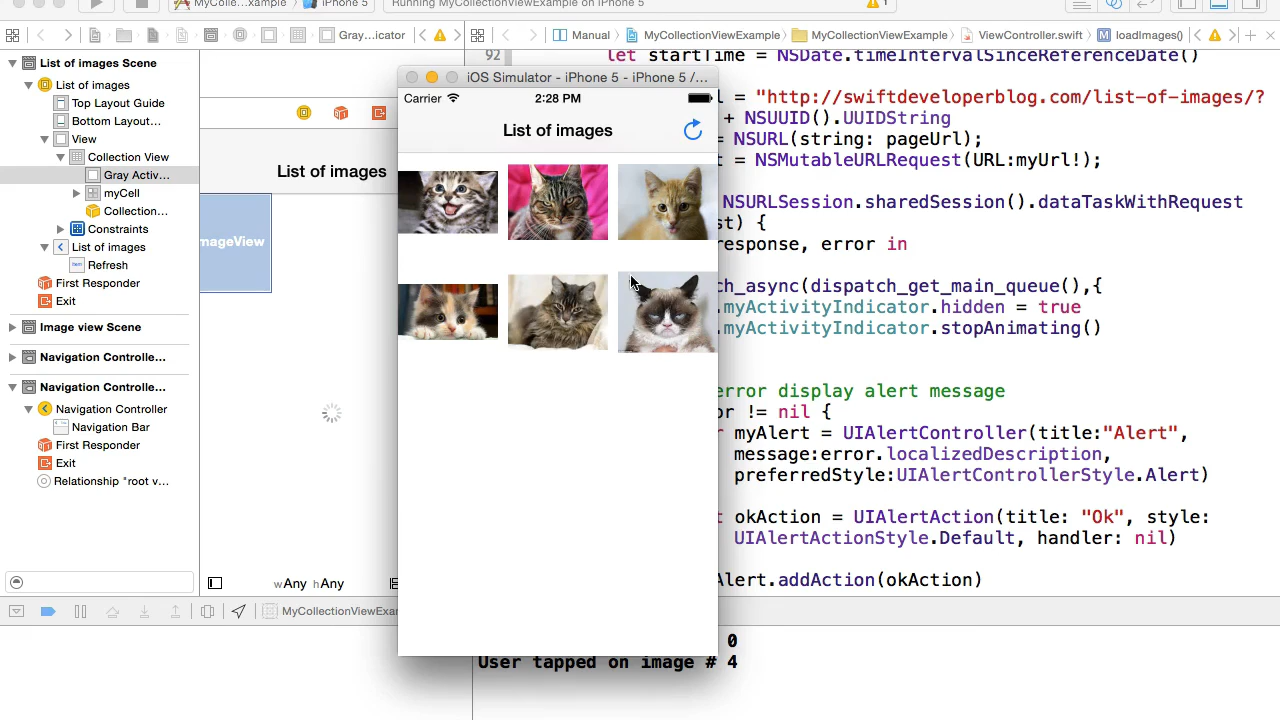 MyColle...xample
iPhone 5
Running MyCollectionViewExample on iPhone 5
1
Gray...icator
Manual
MyCollectionViewExample
MyCollectionViewExample
ViewController.swift
loadImages()
List of images Scene
List of images
Top Layout Guide
Bottom Layout...
View
Collection View
Gray Activ...
myCell
Collection...
Constraints
List of images
Refresh
First Responder
Exit
Image view Scene
Navigation Controlle...
Navigation Controlle...
Navigation Controller
Navigation Bar
First Responder
Exit
Relationship "root v...
List of images
mageView
wAny hAny
MyCollectionViewExa
iOS Simulator - iPhone 5 - iPhone 5 /...
Carrier
2:28 PM
List of images
92
let startTime = NSDate.timeIntervalSinceReferenceDate()
l = "http://swiftdeveloperblog.com/list-of-images/?
+ NSUUID().UUIDString
= NSURL(string: pageUrl);
t = NSMutableURLRequest(URL:myUrl!);
NSURLSession.sharedSession().dataTaskWithRequest
st) {
response, error in
ch_async(dispatch_get_main_queue(),{
.myActivityIndicator.hidden = true
.myActivityIndicator.stopAnimating()
error display alert message
or != nil {
r myAlert = UIAlertController(title:"Alert",
message:error.localizedDescription,
preferredStyle:UIAlertControllerStyle.Alert)
t okAction = UIAlertAction(title: "Ok", style:
UIAlertActionStyle.Default, handler: nil)
Alert.addAction(okAction)
0
User tapped on image # 4